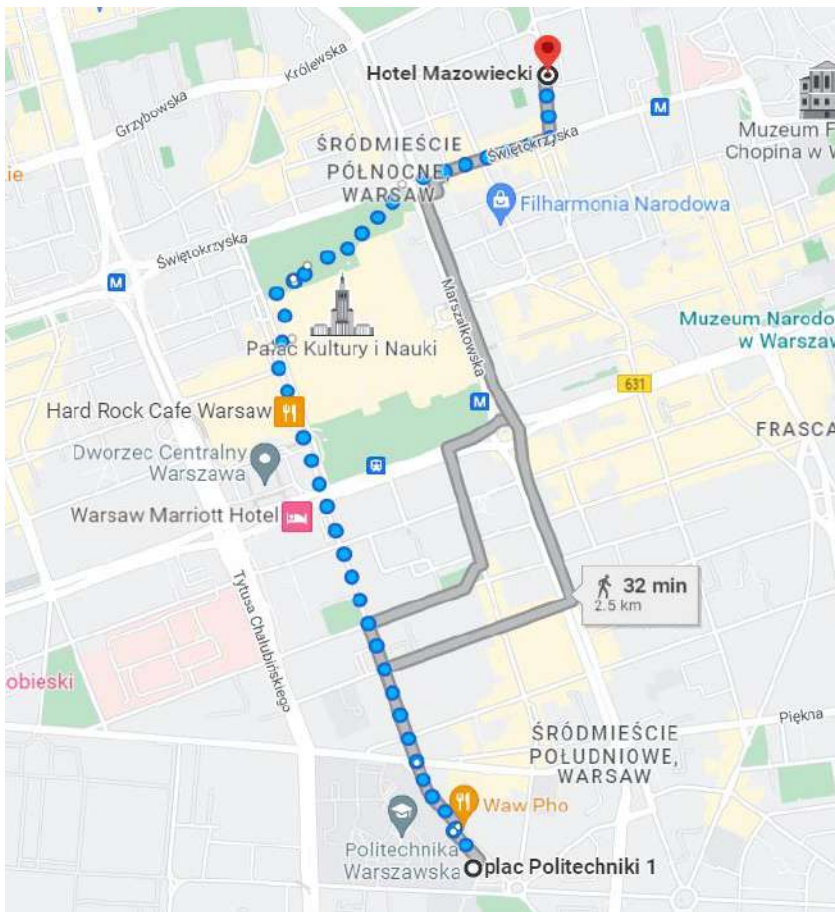 Hotel Mazowiecki
Królewska
Grzybowska
M
Muzeum F
Chopina w W
ŚRÓDMIEŚCIE
PÓŁNOCNE,
WARSAW
Świętokrzyska
ie
Filharmonia Narodowa
Świętokrzyska
M
Marszałkowska
Muzeum Narodo
w Warszaw
Pałac Kultury i Nauki
631
M
Hard Rock Cafe Warsaw
FRASCA
Dworzec Centralny
Warszawa
Warsaw Marriott Hotel
32 min
2.5 km
Tytusa Chałubińskiego
obieski
Piękna
ŚRÓDMIEŚCIE
POŁUDNIOWE,
WARSAW
Waw Pho
Politechnika
Warszawska
plac Politechniki 1